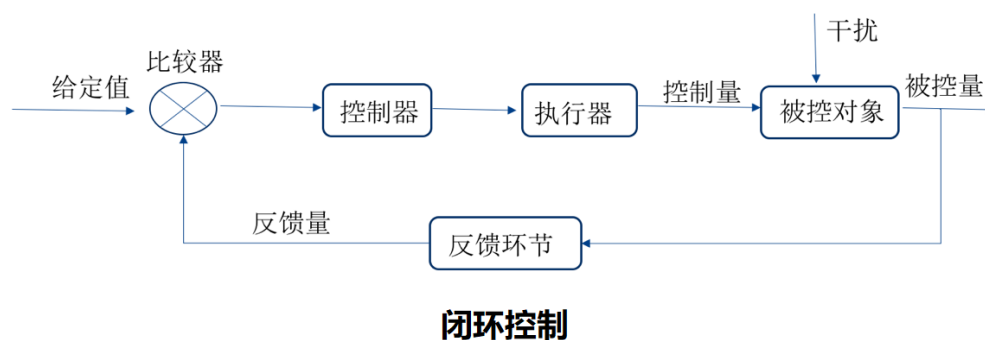 干扰
比较器
给定值
控制器
执行器
控制量
被控对象
被控量
反馈量
反馈环节
闭环控制